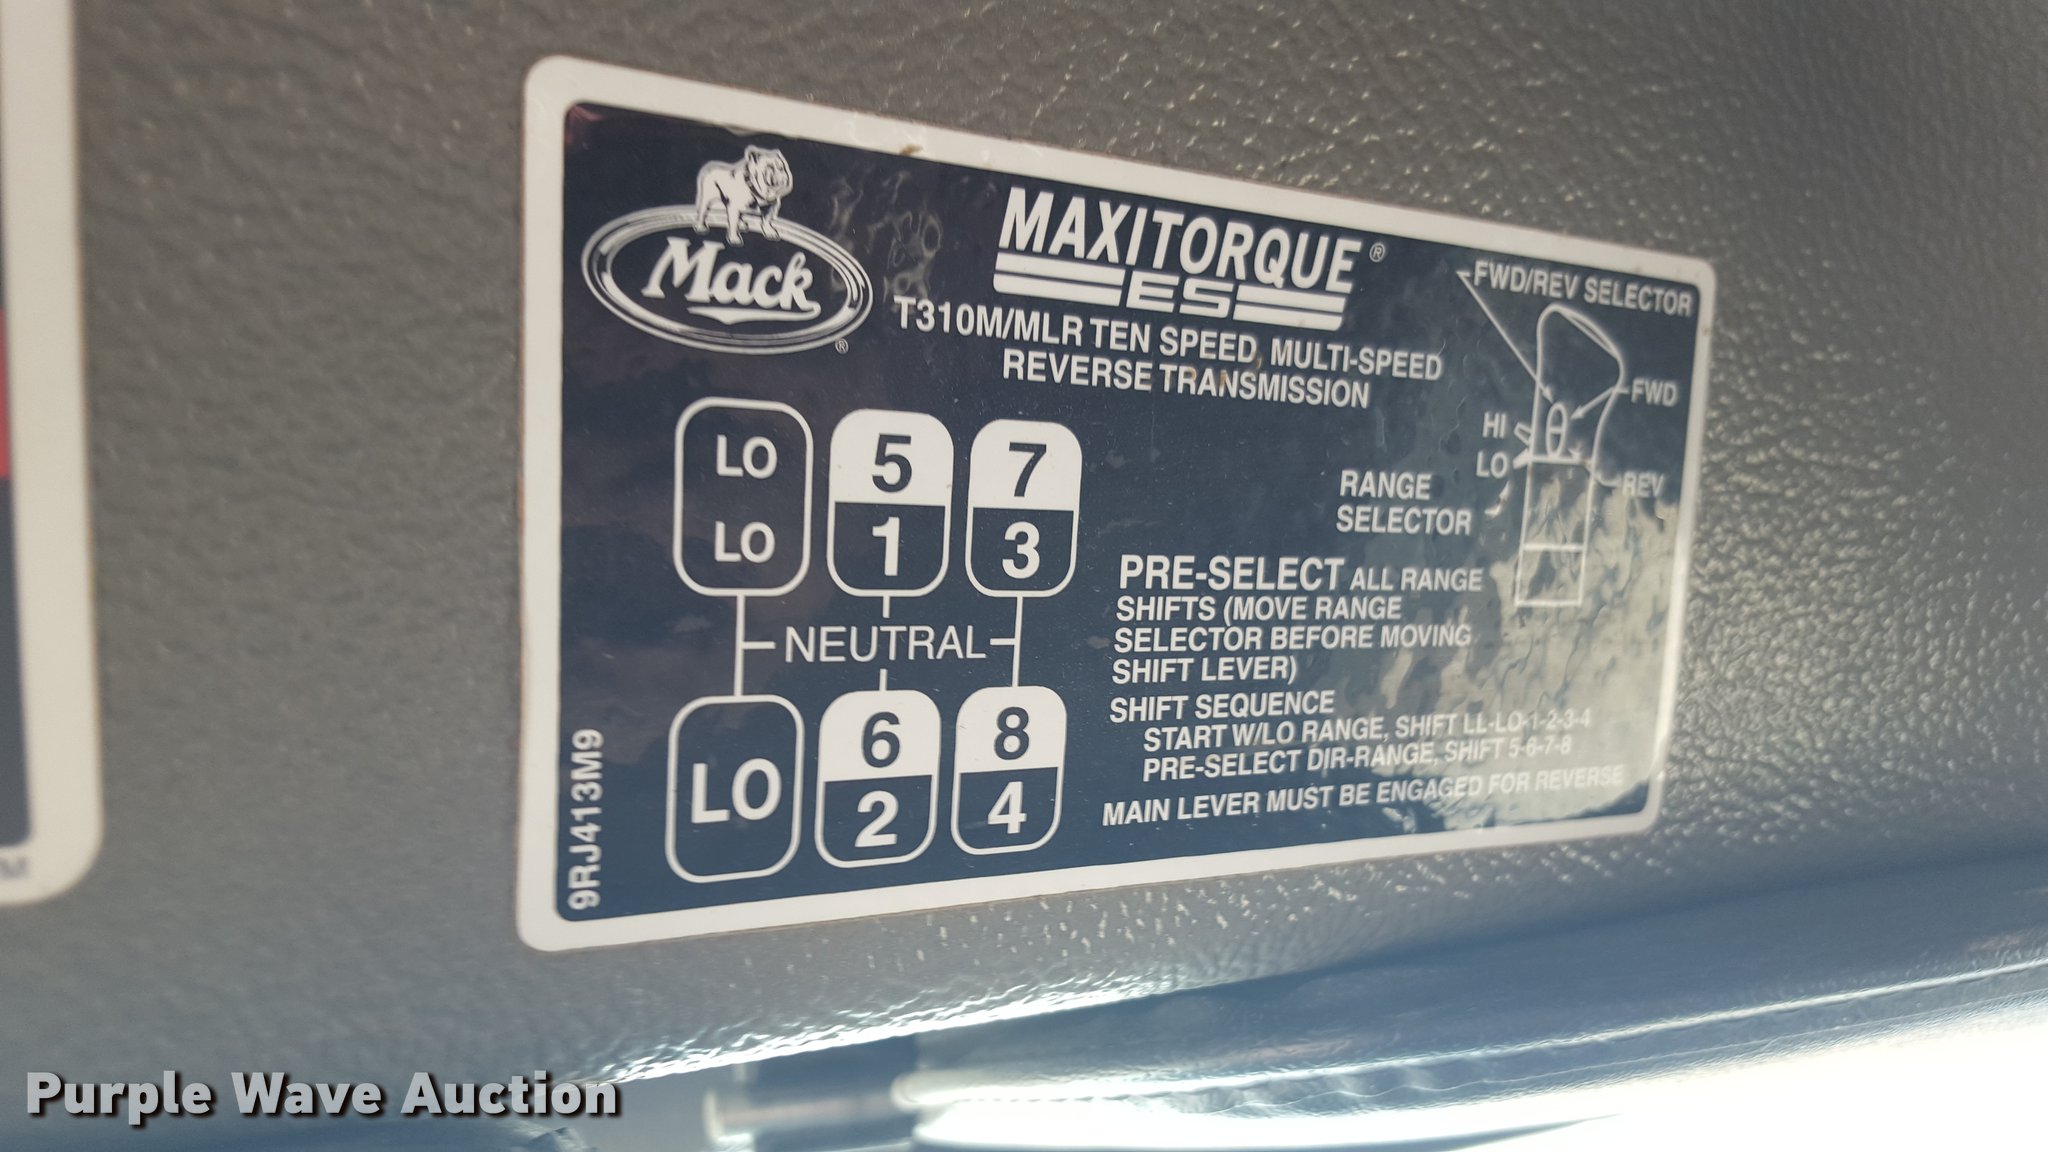 Mack
®
MAXITORQUE®
ES
T310M/MLR TEN SPEED, MULTI-SPEED
REVERSE TRANSMISSION
FWD/REV SELECTOR
FWD
HI
LO
REV
RANGE
SELECTOR
LO
LO
5
1
7
3
NEUTRAL
LO
6
2
8
4
PRE-SELECT ALL RANGE
SHIFTS (MOVE RANGE
SELECTOR BEFORE MOVING
SHIFT LEVER)
SHIFT SEQUENCE
START W/LO RANGE, SHIFT LL-LO-1-2-3-4
PRE-SELECT DIR-RANGE, SHIFT 5-6-7-8
MAIN LEVER MUST BE ENGAGED FOR REVERSE
9RJ413M9
Purple Wave Auction